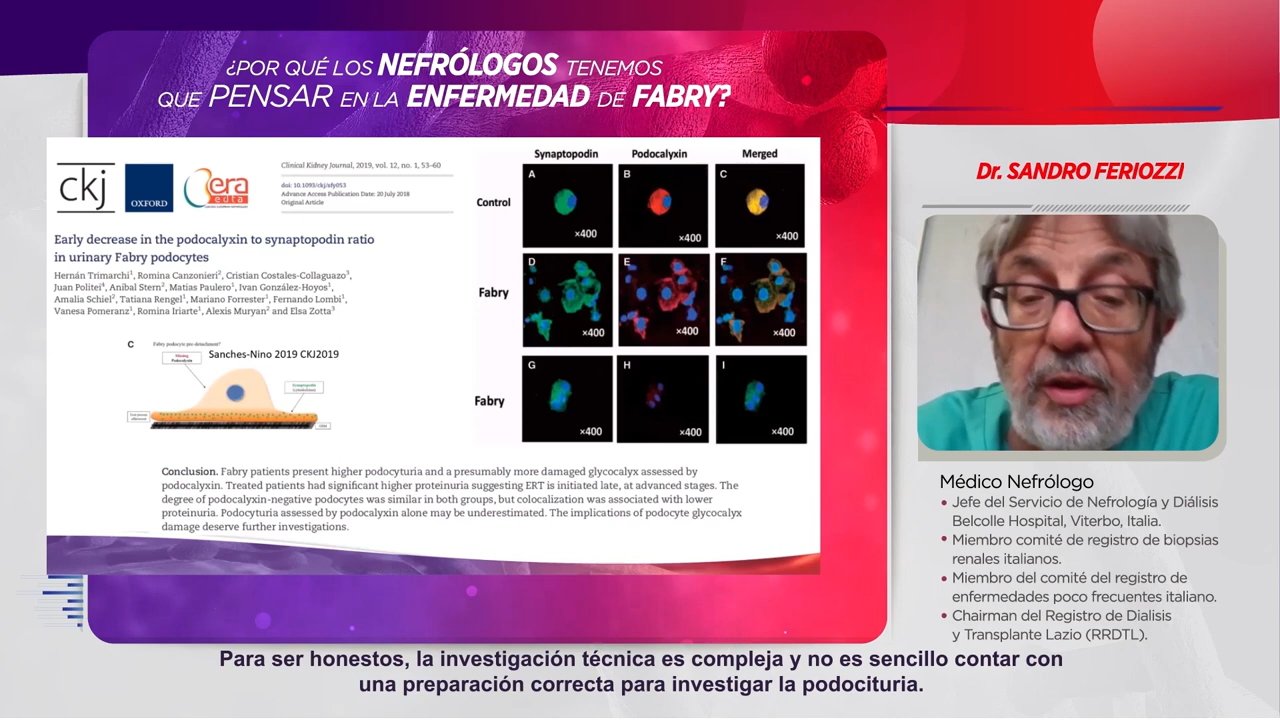 ¿POR QUÉ LOS NEFRÓLOGOS TENEMOS
QUE PENSAR EN LA ENFERMEDAD DE FABRY?
ckj
OXFORD
era
edta
Clinical Kidney Journal, 2019, vol. 12, no. 1, 53–60
doi: 10.1093/ckj/sfy053
Advance Access Publication Date: 20 July 2018
Original Article
Early decrease in the podocalyxin to synaptopodin ratio
in urinary Fabry podocytes
Hernán Trimarchi1, Romina Canzonieri2, Cristian Costales-Collaguazo3,
Juan Politei4, Anibal Stern2, Matias Paulero1, Ivan González-Hoyos1,
Amalia Schiel2, Tatiana Rengel1, Mariano Forrester1, Fernando Lombi1,
Vanesa Pomeranz1, Romina Iriarte1, Alexis Muryan2 and Elsa Zotta3
C
Fabry podocyte pre-detachment?
Missing
Podocalyxin
Sanches-Nino 2019 CKJ2019
Synaptopodin
Synaptopodin
Podocalyxin
Merged
Control
A
×400
B
×400
C
×400
Fabry
D
×400
E
×400
F
×400
Fabry
G
×400
H
×400
I
×400
Conclusion. Fabry patients present higher podocyturia and a presumably more damaged glycocalyx assessed by
podocalyxin. Treated patients had significant higher proteinuria suggesting ERT is initiated late, at advanced stages. The
degree of podocalyxin-negative podocytes was similar in both groups, but colocalization was associated with lower
proteinuria. Podocyturia assessed by podocalyxin alone may be underestimated. The implications of podocyte glycocalyx
damage deserve further investigations.
Dr. SANDRO FERIOZZI
Médico Nefrólogo
• Jefe del Servicio de Nefrología y Diálisis
Belcolle Hospital, Viterbo, Italia.
• Miembro comité de registro de biopsias
renales italianos.
• Miembro del comité del registro de
enfermedades poco frecuentes italiano.
• Chairman del Registro de Dialisis
y Transplante Lazio (RRDTL).
Para ser honestos, la investigación técnica es compleja y no es sencillo contar con
una preparación correcta para investigar la podocituria.